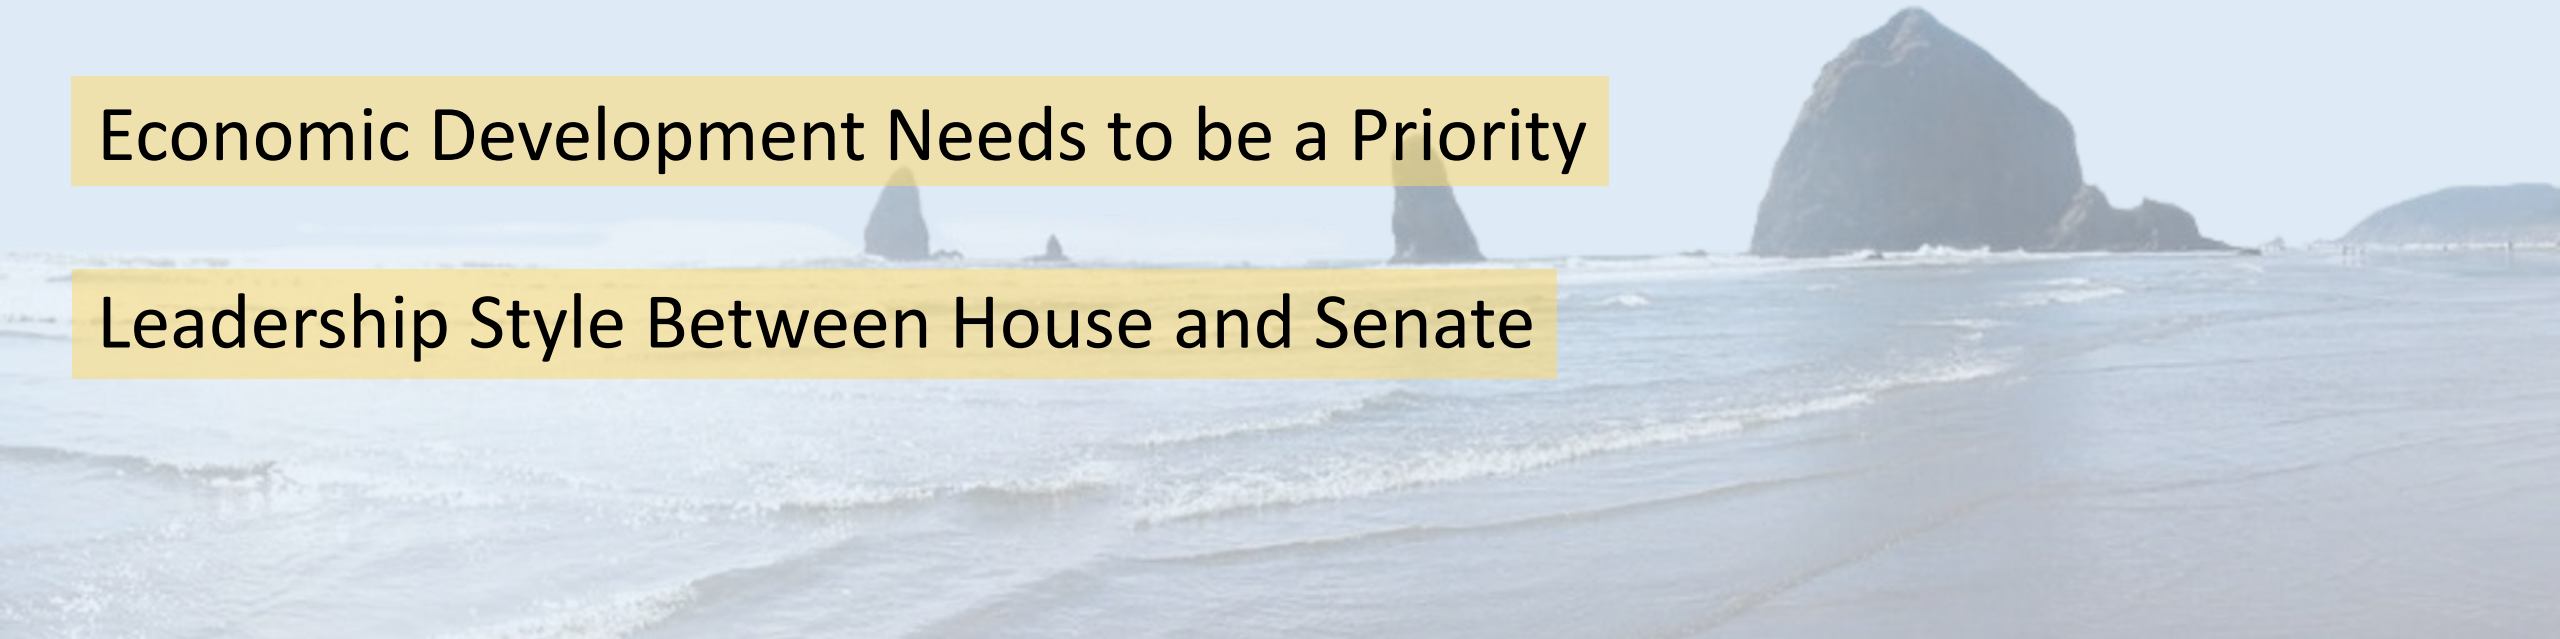 Economic Development Needs to be a Priority
Leadership Style Between House and Senate